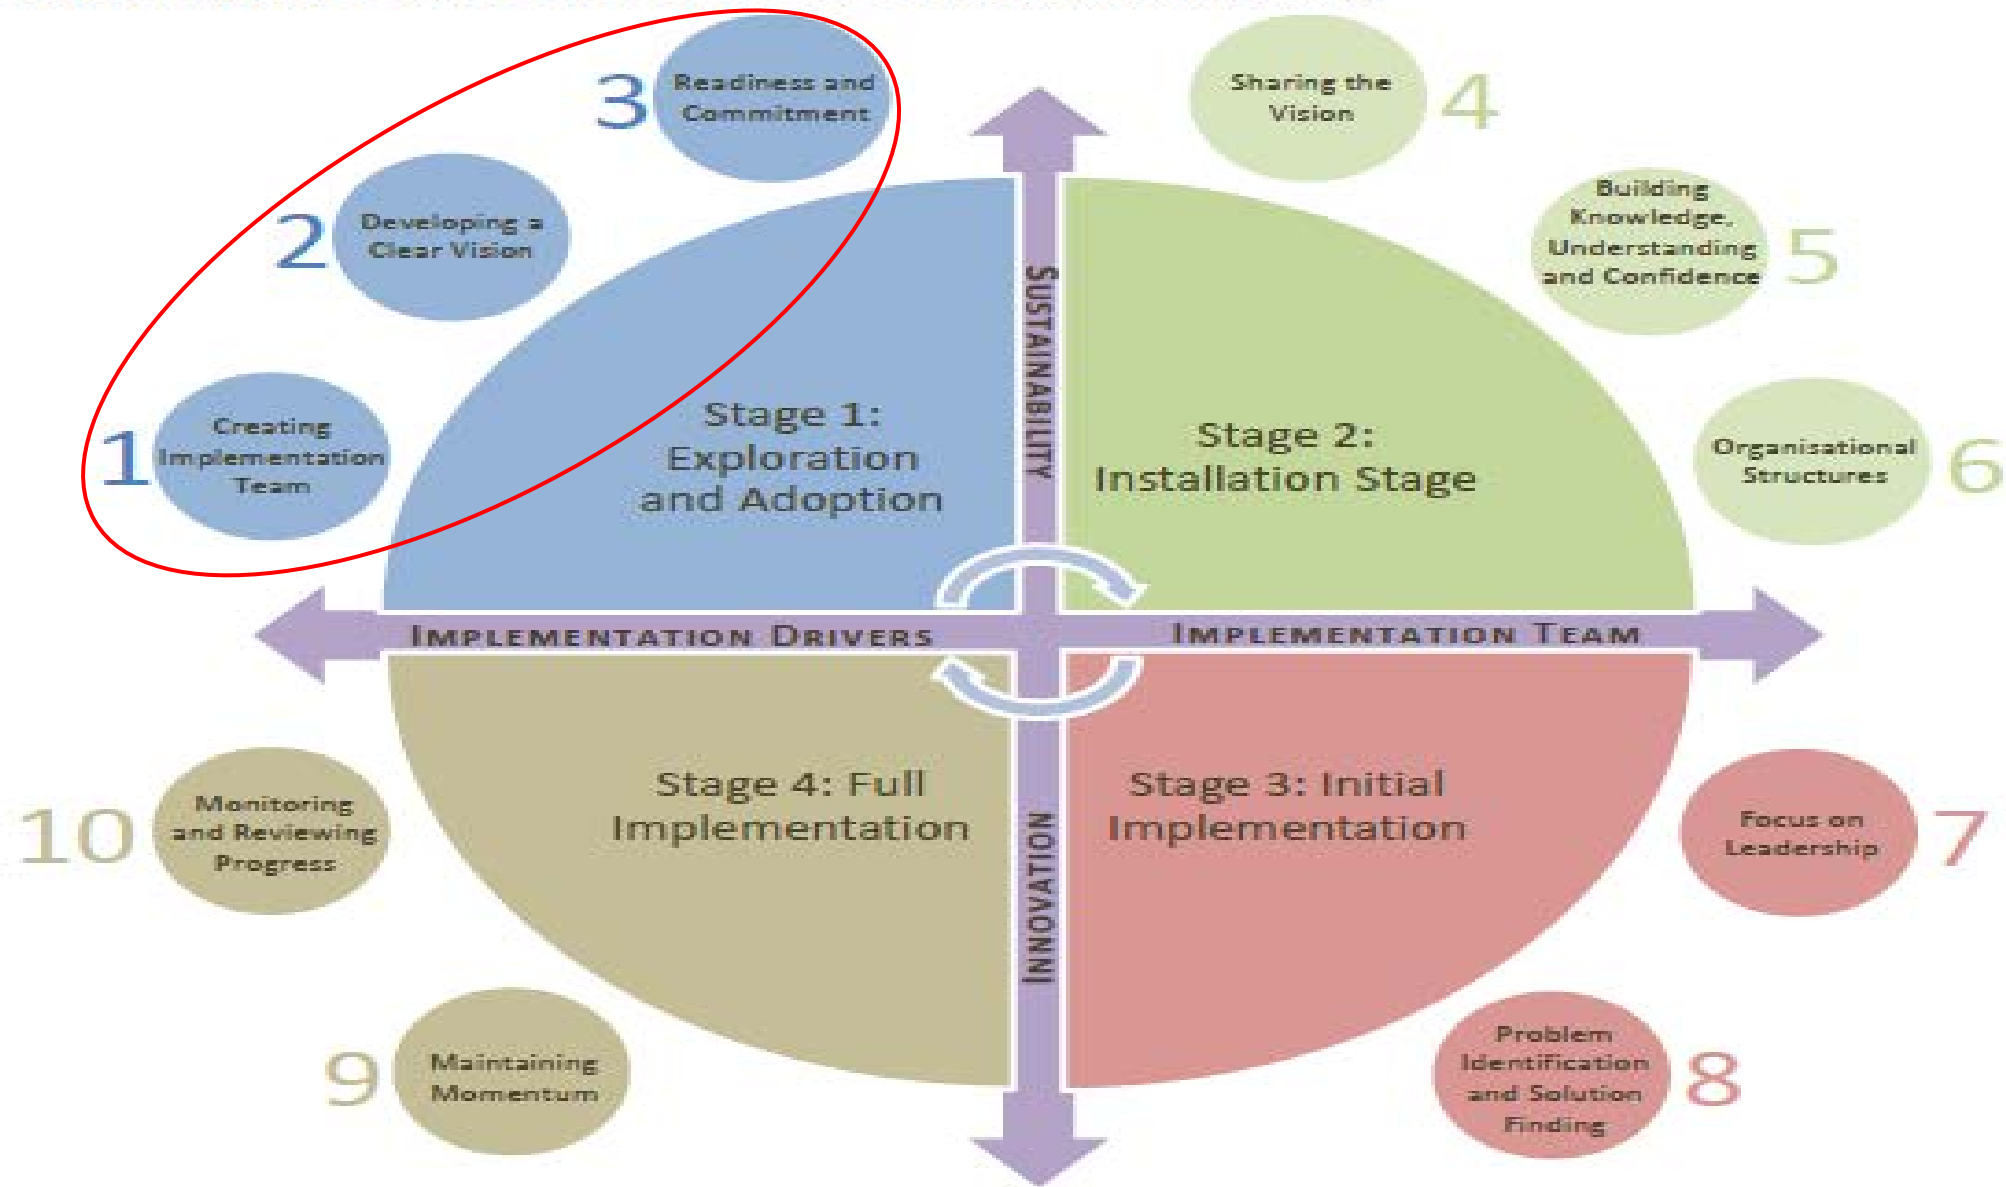 3
Readiness and
Commitment
2
Developing a
Clear Vision
1
Creating
Implementation
Team
Sharing the
Vision
4
Building
Knowledge,
Understanding
and Confidence
5
Organisational
Structures
6
Stage 1:
Exploration
and Adoption
SUSTAINABILITY
Stage 2:
Installation Stage
IMPLEMENTATION DRIVERS
IMPLEMENTATION TEAM
Stage 4: Full
Implementation
INNOVATION
Stage 3: Initial
Implementation
10
Monitoring
and Reviewing
Progress
Focus on
Leadership
7
9
Maintaining
Momentum
Problem
Identification
and Solution
Finding
8